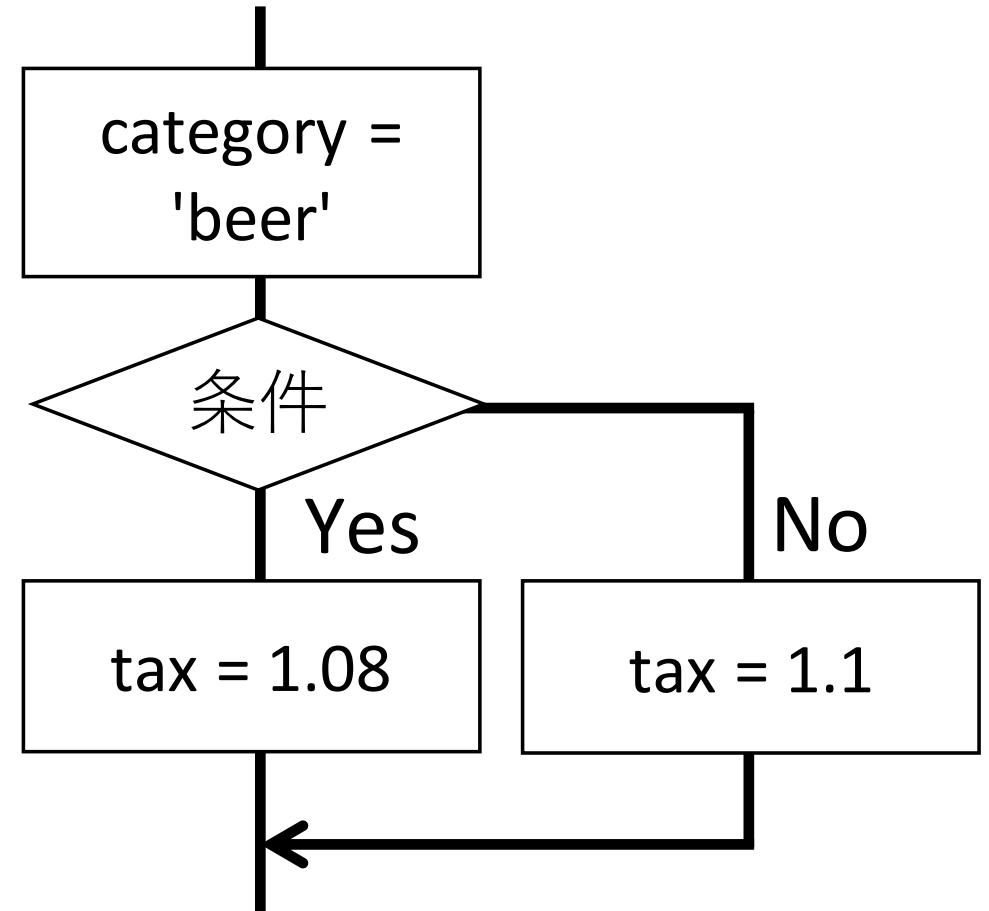 category =
'beer'
条件
Yes
No
tax = 1.08
tax = 1.1